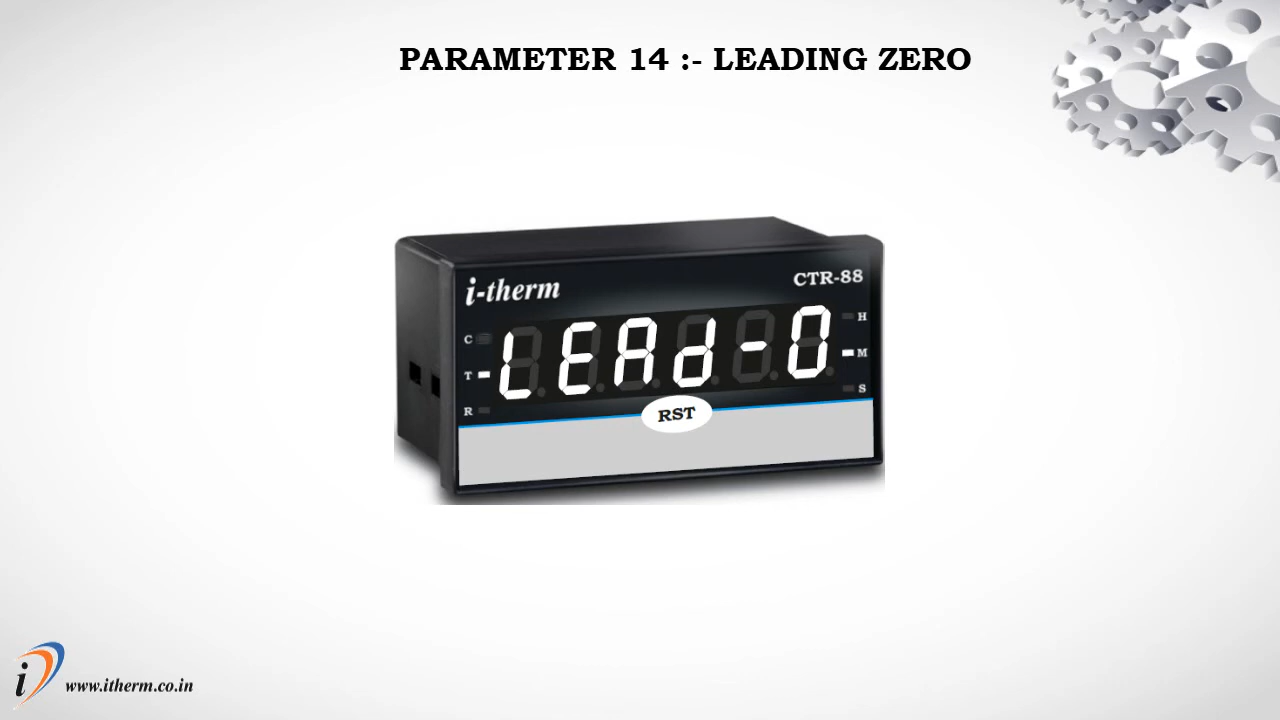 PARAMETER 14 :- LEADING ZERO
i-therm
CTR-88
C
T
R
LEAd-0
H
M
S
RST
i
www.itherm.co.in